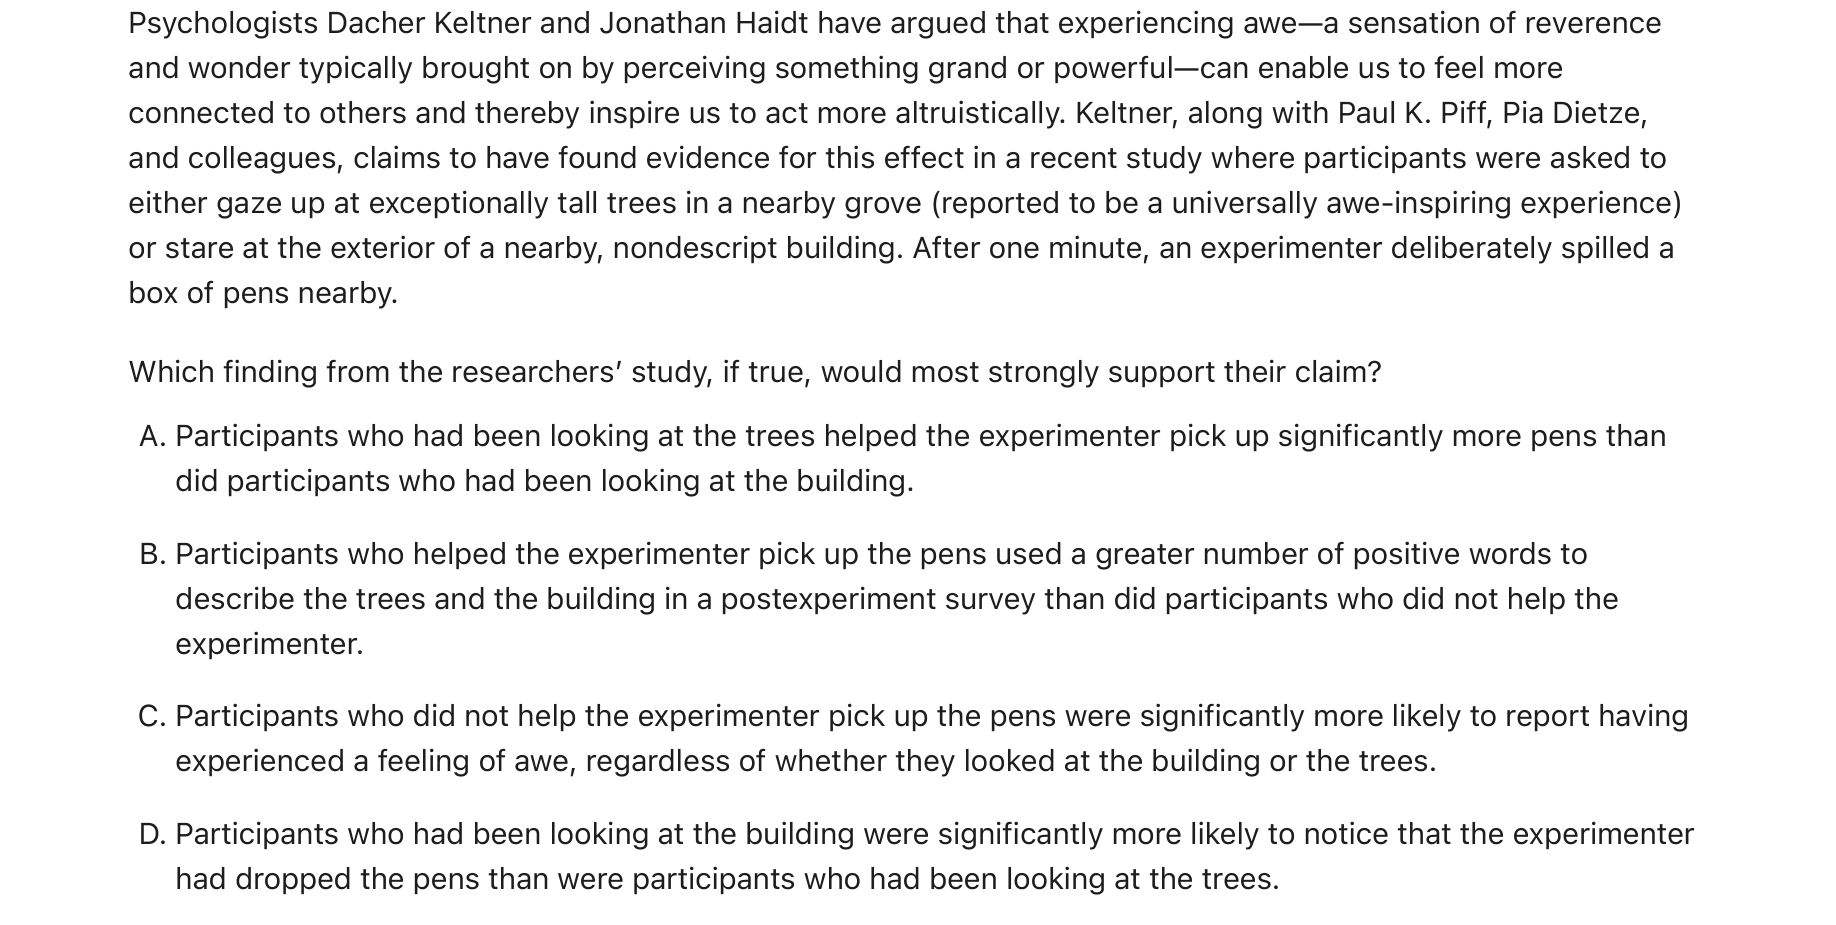 Psychologists Dacher Keltner and Jonathan Haidt have argued that experiencing awe—a sensation of reverence
and wonder typically brought on by perceiving something grand or powerful—can enable us to feel more
connected to others and thereby inspire us to act more altruistically. Keltner, along with Paul K. Piff, Pia Dietze,
and colleagues, claims to have found evidence for this effect in a recent study where participants were asked to
either gaze up at exceptionally tall trees in a nearby grove (reported to be a universally awe-inspiring experience)
or stare at the exterior of a nearby, nondescript building. After one minute, an experimenter deliberately spilled a
box of pens nearby.
Which finding from the researchers’ study, if true, would most strongly support their claim?
A. Participants who had been looking at the trees helped the experimenter pick up significantly more pens than
did participants who had been looking at the building.
B. Participants who helped the experimenter pick up the pens used a greater number of positive words to
describe the trees and the building in a postexperiment survey than did participants who did not help the
experimenter.
C. Participants who did not help the experimenter pick up the pens were significantly more likely to report having
experienced a feeling of awe, regardless of whether they looked at the building or the trees.
D. Participants who had been looking at the building were significantly more likely to notice that the experimenter
had dropped the pens than were participants who had been looking at the trees.